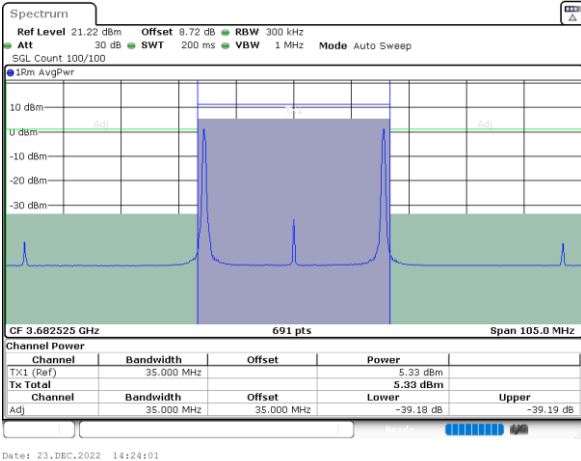 Spectrum
Ref Level 21.22 dBm Offset 8.72 dB RBW 300 kHz
Att 30 dB SWT 200 ms VBW 1 MHz Mode Auto Sweep
SGL Count 100/100
1Rm AvgPwr
10 dBm
Adj Adj
0 dBm
-10 dBm
-20 dBm
-30 dBm
CF 3.682525 GHz 691 pts Span 105.0 MHz
Channel Power
Channel Bandwidth Offset Power
TX1 (Ref) 35.000 MHz 5.33 dBm
Tx Total 5.33 dBm
Channel Bandwidth Offset Lower Upper
Adj 35.000 MHz 35.000 MHz -39.18 dB -39.19 dB
Ready
Date: 23.DEC.2022 14:24:01